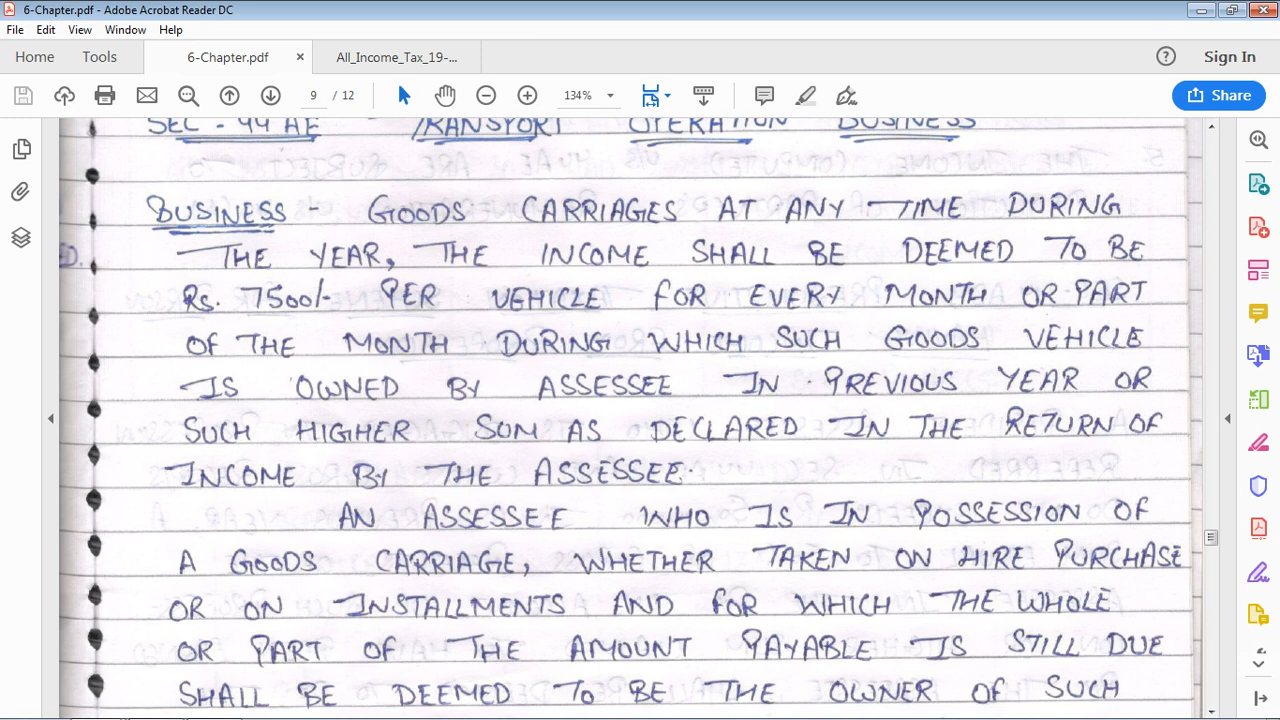 6-Chapter.pdf - Adobe Acrobat Reader DC
File Edit View Window Help
Home Tools 6-Chapter.pdf × All_Income_Tax_19-... ? Sign In
9 / 12 134% Share
SEC - 44 AE - TRANSPORT OPERATION BUSINESS
BUSINESS - GOODS CARRIAGES AT ANY TIME DURING
THE YEAR, THE INCOME SHALL BE DEEMED TO BE
Rs. 7500/- PER VEHICLE FOR EVERY MONTH OR PART
OF THE MONTH DURING WHICH SUCH GOODS VEHICLE
IS OWNED BY ASSESSEE IN PREVIOUS YEAR OR
SUCH HIGHER SUM AS DECLARED IN THE RETURN OF
INCOME BY THE ASSESSEE.
AN ASSESSEE WHO IS IN POSSESSION OF
A GOODS CARRIAGE, WHETHER TAKEN ON HIRE PURCHASE
OR ON INSTALLMENTS AND FOR WHICH THE WHOLE
OR PART OF THE AMOUNT PAYABLE IS STILL DUE
SHALL BE DEEMED TO BE THE OWNER OF SUCH